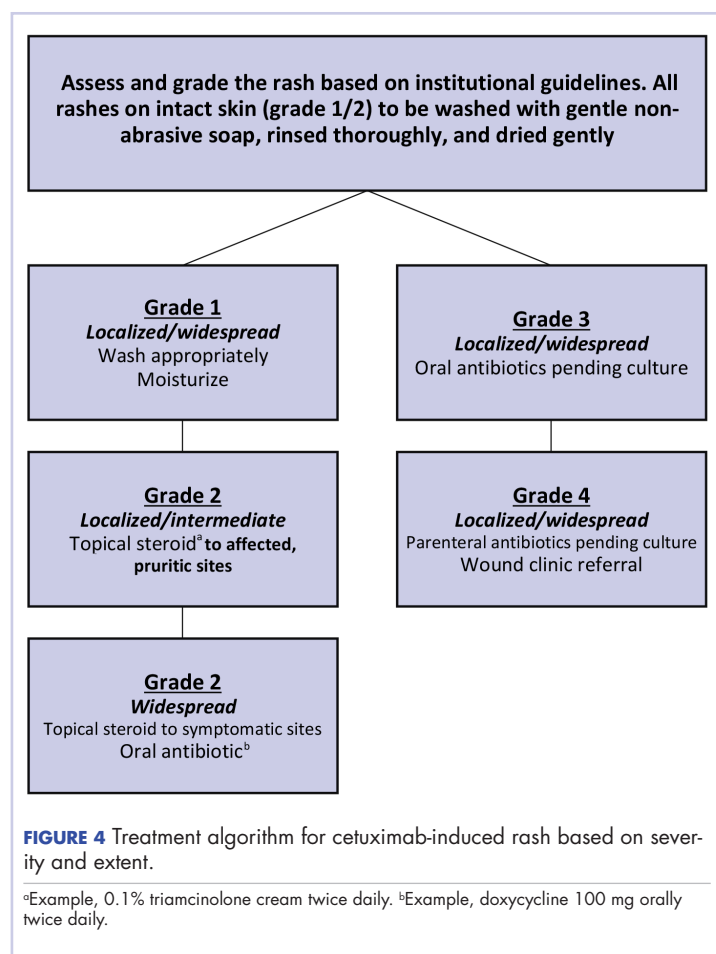 Assess and grade the rash based on institutional guidelines. All
rashes on intact skin (grade 1/2) to be washed with gentle non-
abrasive soap, rinsed thoroughly, and dried gently
Grade 1
Localized/widespread
Wash appropriately
Moisturize
Grade 2
Localized/intermediate
Topical steroidᵃ to affected,
pruritic sites
Grade 2
Widespread
Topical steroid to symptomatic sites
Oral antibioticᵇ
Grade 3
Localized/widespread
Oral antibiotics pending culture
Grade 4
Localized/widespread
Parenteral antibiotics pending culture
Wound clinic referral
FIGURE 4 Treatment algorithm for cetuximab-induced rash based on sever-
ity and extent.
ᵃExample, 0.1% triamcinolone cream twice daily. ᵇExample, doxycycline 100 mg orally
twice daily.